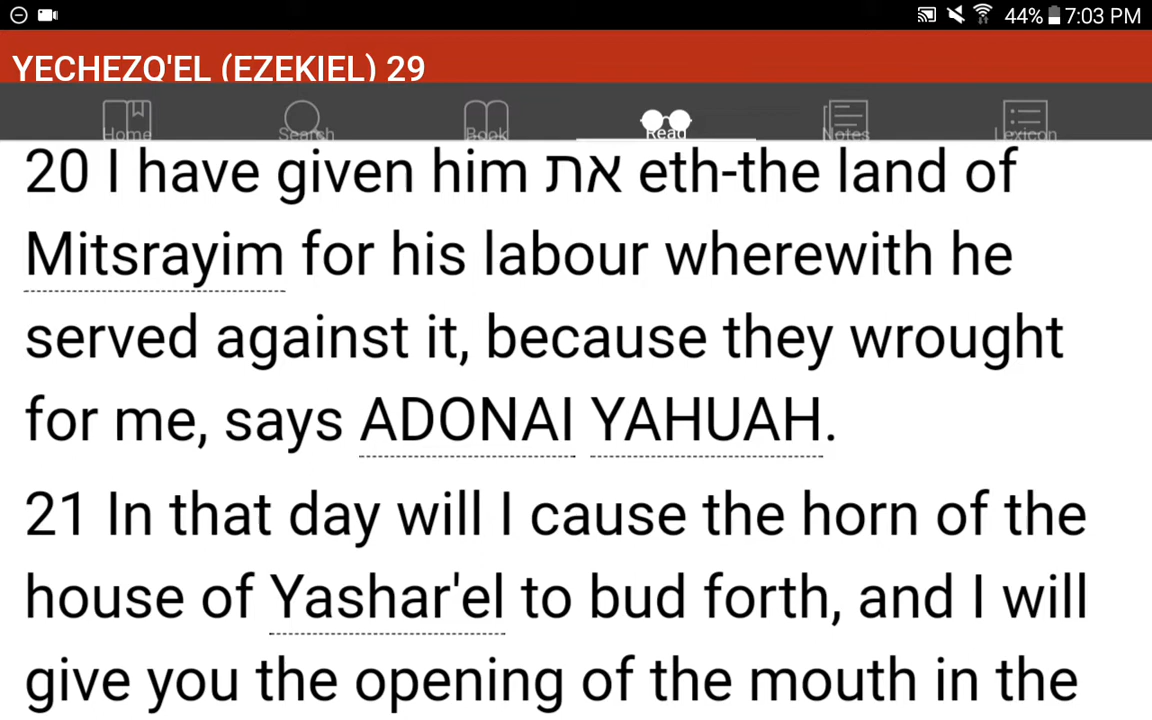 44% 7:03 PM
YECHEZQ'EL (EZEKIEL) 29
Home Search Book Read Notes Lexicon
20 I have given him את eth-the land of
Mitsrayim for his labour wherewith he
served against it, because they wrought
for me, says ADONAI YAHUAH.
21 In that day will I cause the horn of the
house of Yashar'el to bud forth, and I will
give you the opening of the mouth in the